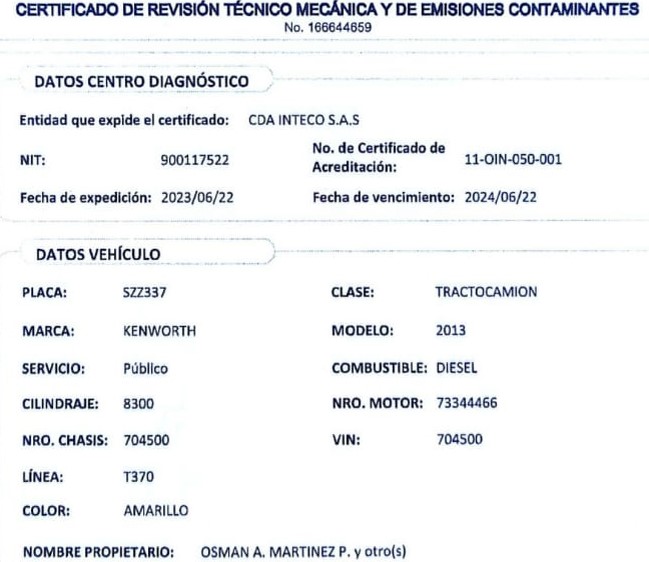 CERTIFICADO DE REVISIÓN TÉCNICO MECÁNICA Y DE EMISIONES CONTAMINANTES
No. 166644659
DATOS CENTRO DIAGNÓSTICO
Entidad que expide el certificado: CDA INTECO S.A.S
NIT: 900117522 No. de Certificado de Acreditación: 11-OIN-050-001
Fecha de expedición: 2023/06/22 Fecha de vencimiento: 2024/06/22
DATOS VEHÍCULO
PLACA: SZZ337 CLASE: TRACTOCAMION
MARCA: KENWORTH MODELO: 2013
SERVICIO: Público COMBUSTIBLE: DIESEL
CILINDRAJE: 8300 NRO. MOTOR: 73344466
NRO. CHASIS: 704500 VIN: 704500
LÍNEA: T370
COLOR: AMARILLO
NOMBRE PROPIETARIO: OSMAN A. MARTINEZ P. y otro(s)